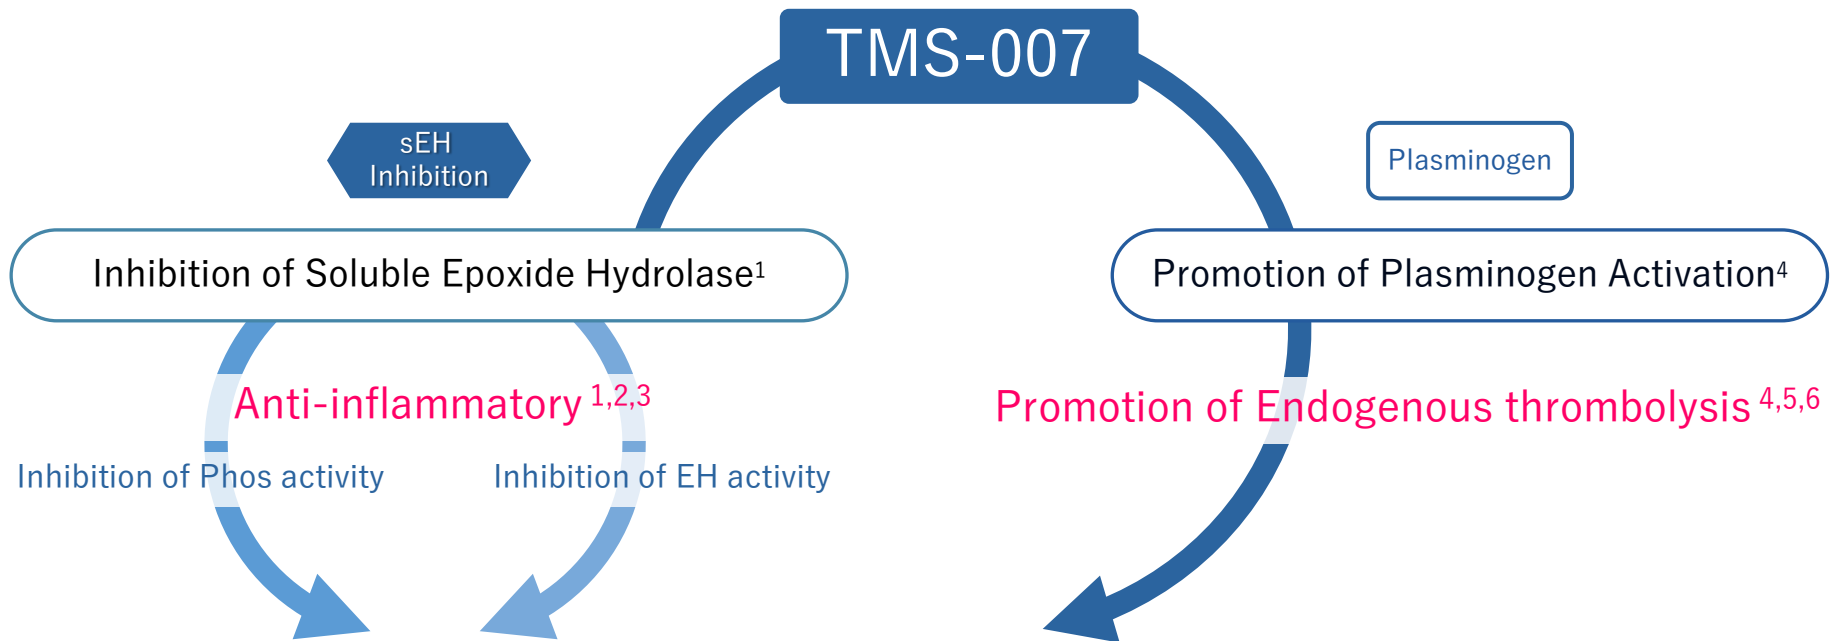 TMS-007
sEH
Inhibition
Plasminogen
Inhibition of Soluble Epoxide Hydrolase1
Promotion of Plasminogen Activation4
Anti-inflammatory 1,2,3
Promotion of Endogenous thrombolysis 4,5,6
Inhibition of Phos activity
Inhibition of EH activity